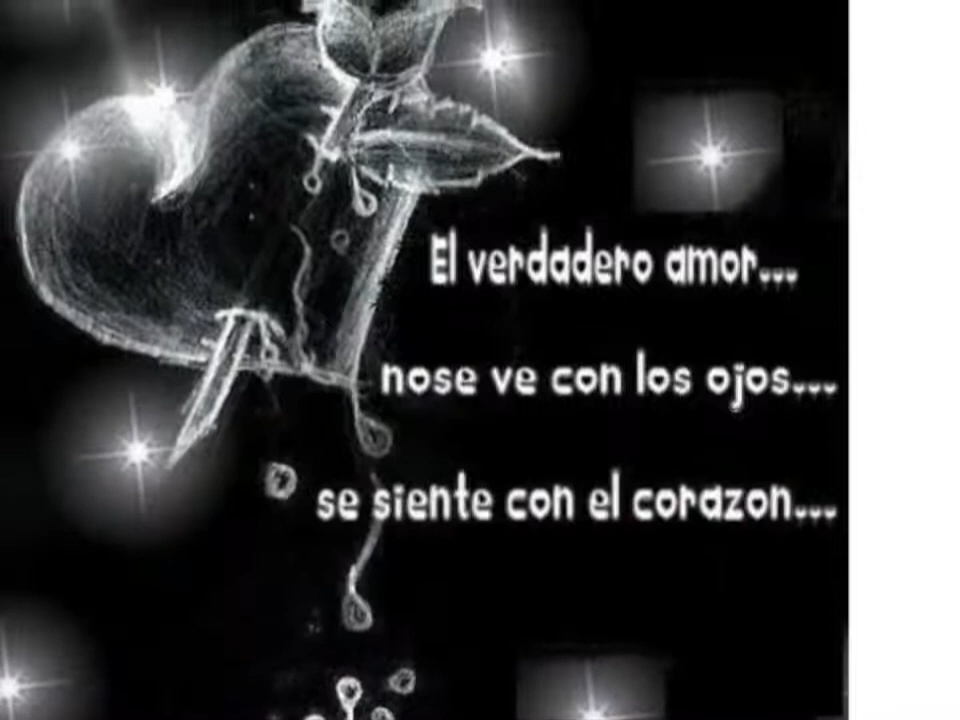 El verdadero amor...
nose ve con los ojos...
se siente con el corazon...